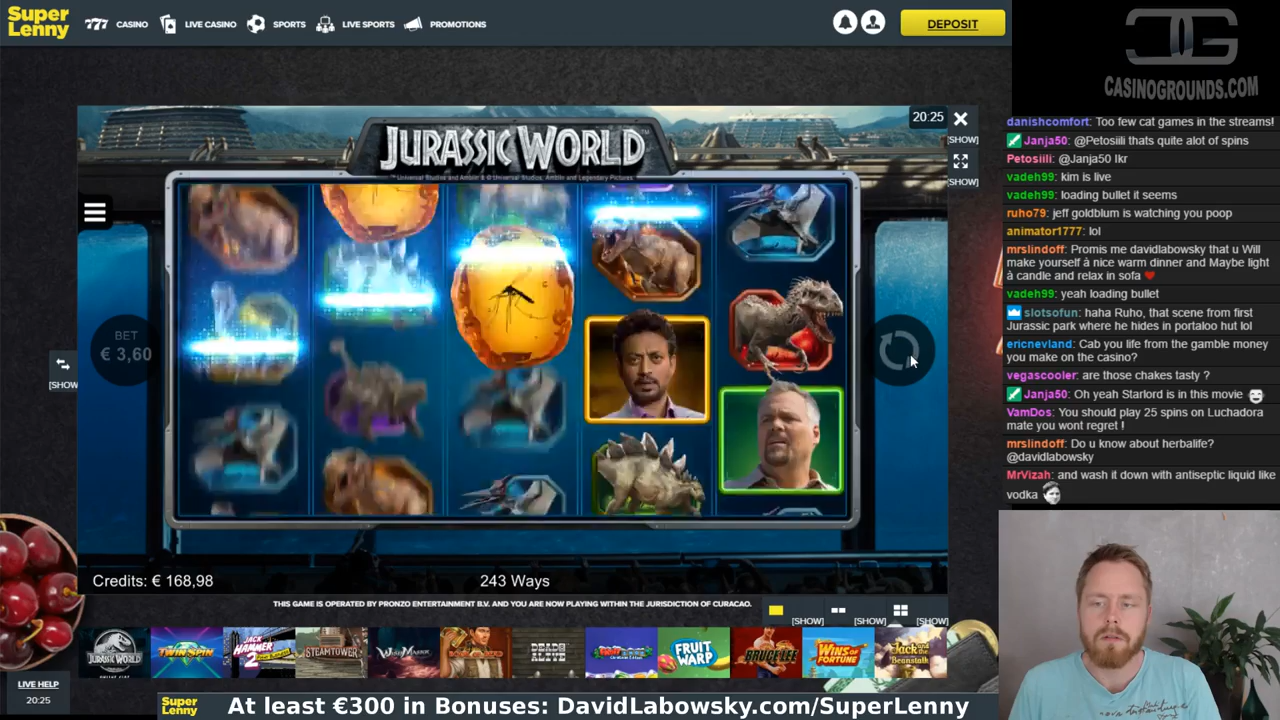 Super
Lenny
777 CASINO
LIVE CASINO
SPORTS
LIVE SPORTS
PROMOTIONS
DEPOSIT
CG
CASINOGROUNDS.COM
20:25
[SHOW]
[SHOW]
JURASSIC WORLD™
BET
€ 3,60
[SHOW
Credits: € 168,98
243 Ways
THIS GAME IS OPERATED BY PRONZO ENTERTAINMENT B.V. AND YOU ARE NOW PLAYING WITHIN THE JURISDICTION OF CURACAO.
[SHOW]
[SHOW]
[SHOW]
JURASSIC WORLD
TWIN SPIN
JACK HAMMER 2
STEAMTOWER
DEAD OR ALIVE
FRUIT WARP
BRUCE LEE
WINS OF FORTUNE
Jack and the Beanstalk
LIVE HELP
20:25
Super
Lenny
At least €300 in Bonuses: DavidLabowsky.com/SuperLenny
danishcomfort: Too few cat games in the streams!
Janja50: @Petosiili thats quite alot of spins
Petosiili: @Janja50 Ikr
vadeh99: kim is live
vadeh99: loading bullet it seems
ruho79: jeff goldblum is watching you poop
animator1777: lol
mrslindoff: Promis me davidlabowsky that u Will
make yourself à nice warm dinner and Maybe light
à candle and relax in sofa ♥
vadeh99: yeah loading bullet
slotsofun: haha Ruho, that scene from first
Jurassic park where he hides in portaloo hut lol
ericnevland: Cab you life from the gamble money
you make on the casino?
vegascooler: are those chakes tasty ?
Janja50: Oh yeah Starlord is in this movie
VamDos: You should play 25 spins on Luchadora
mate you wont regret !
mrslindoff: Do u know about herbalife?
@davidlabowsky
MrVizah: and wash it down with antiseptic liquid like
vodka